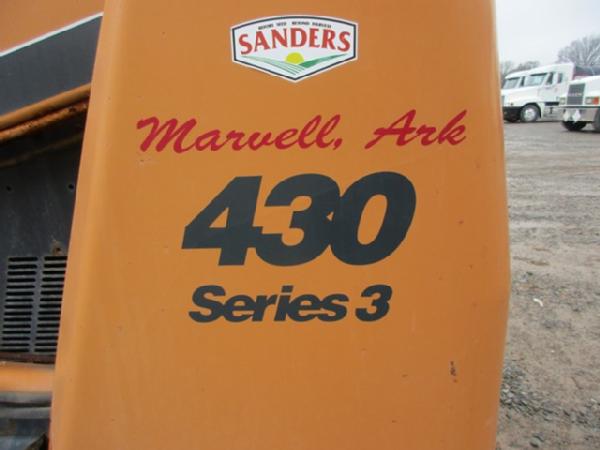 SANDERS
Marvell, Ark
430
Series 3